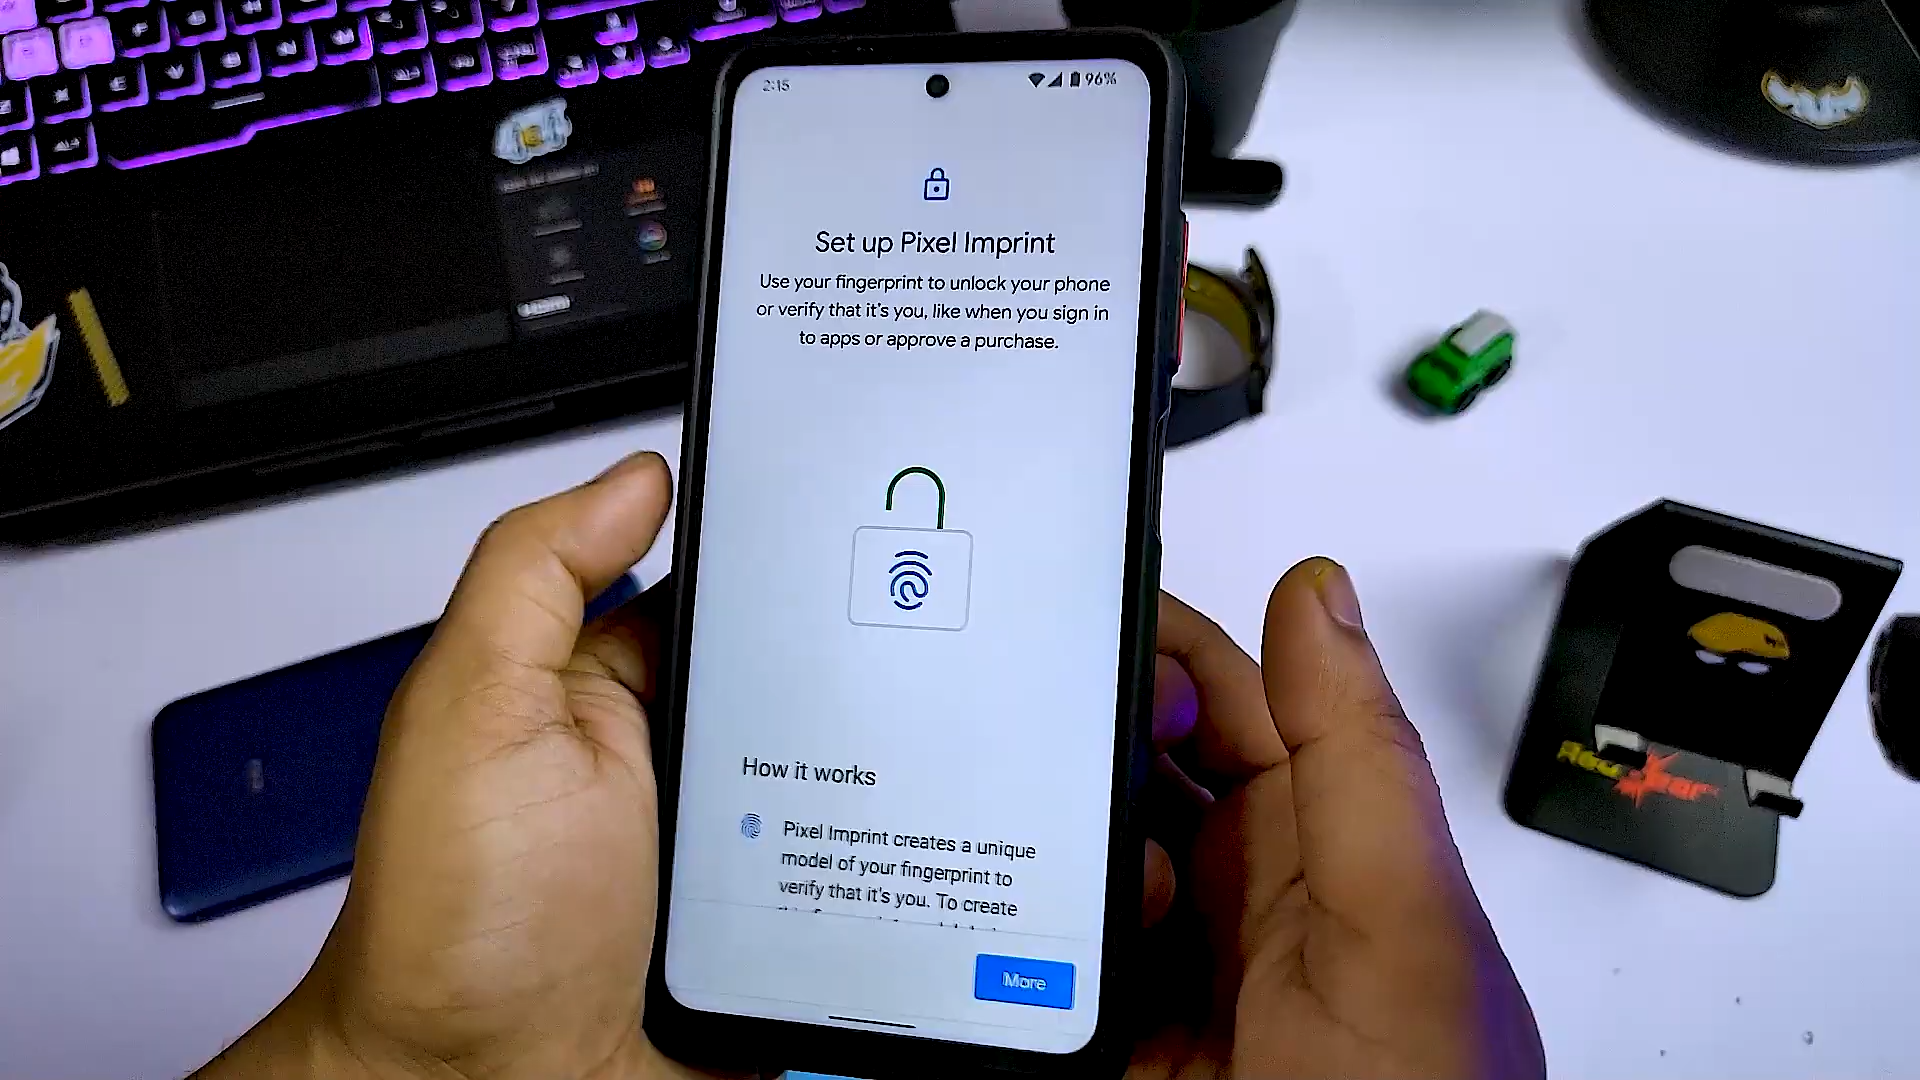 2:15
96%
Set up Pixel Imprint
Use your fingerprint to unlock your phone
or verify that it's you, like when you sign in
to apps or approve a purchase.
How it works
Pixel Imprint creates a unique
model of your fingerprint to
verify that it's you. To create
More